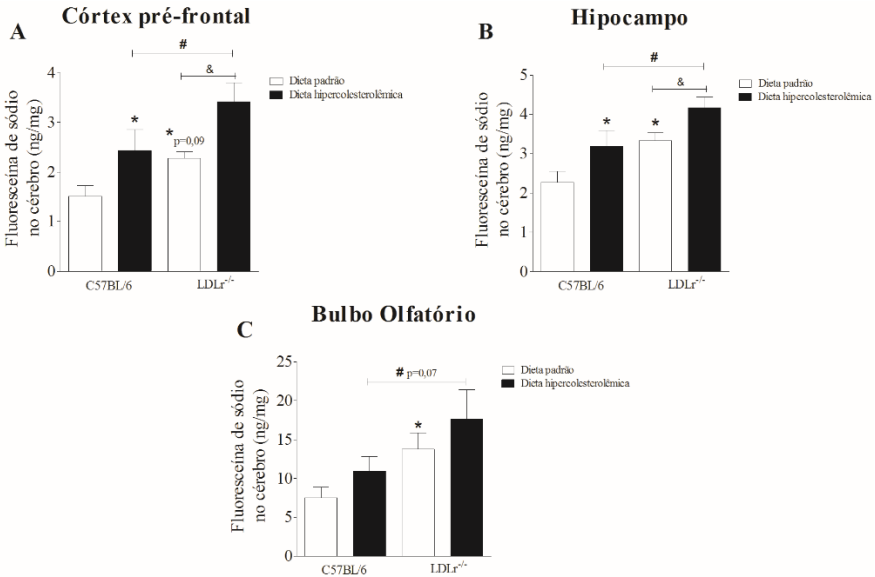 Córtex pré-frontal
A
#
&
Dieta padrão
Dieta hipercolesterolêmica
*
*
p=0,09
Fluoresceína de sódio
no cérebro (ng/mg)
4
3
2
1
0
C57BL/6
LDLr-/-
Hipocampo
B
#
&
Dieta padrão
Dieta hipercolesterolêmica
*
*
Fluoresceína de sódio
no cérebro (ng/mg)
5
4
3
2
1
0
C57BL/6
LDLr-/-
Bulbo Olfatório
C
# p=0,07
Dieta padrão
Dieta hipercolesterolêmica
*
Fluoresceína de sódio
no cérebro (ng/mg)
25
20
15
10
5
0
C57BL/6
LDLr-/-